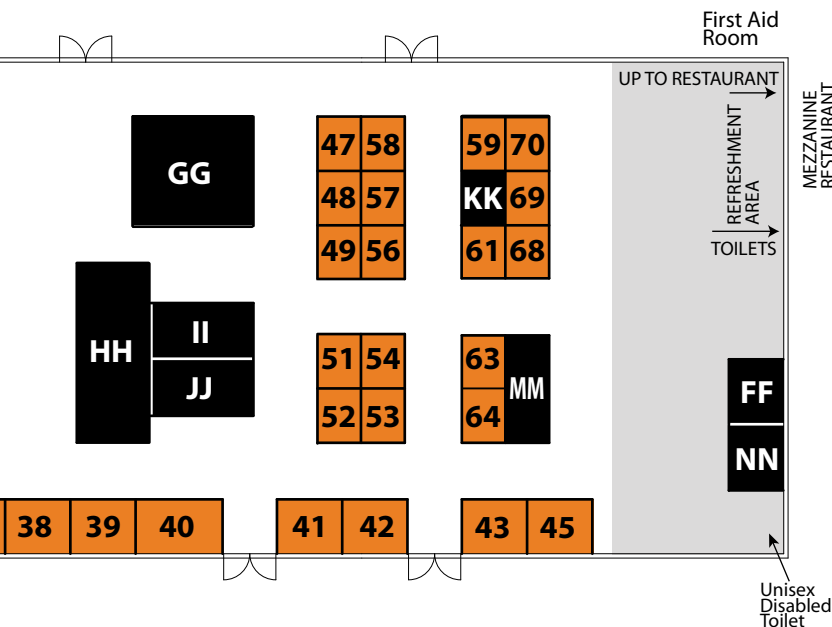 First Aid
Room
UP TO RESTAURANT
MEZZANINE
RESTAURANT
REFRESHMENT
AREA
TOILETS
GG
47 58
59 70
48 57
KK 69
49 56
61 68
HH
II
JJ
51 54
63
MM
52 53
64
FF
NN
38 39 40
41 42
43 45
Unisex
Disabled
Toilet